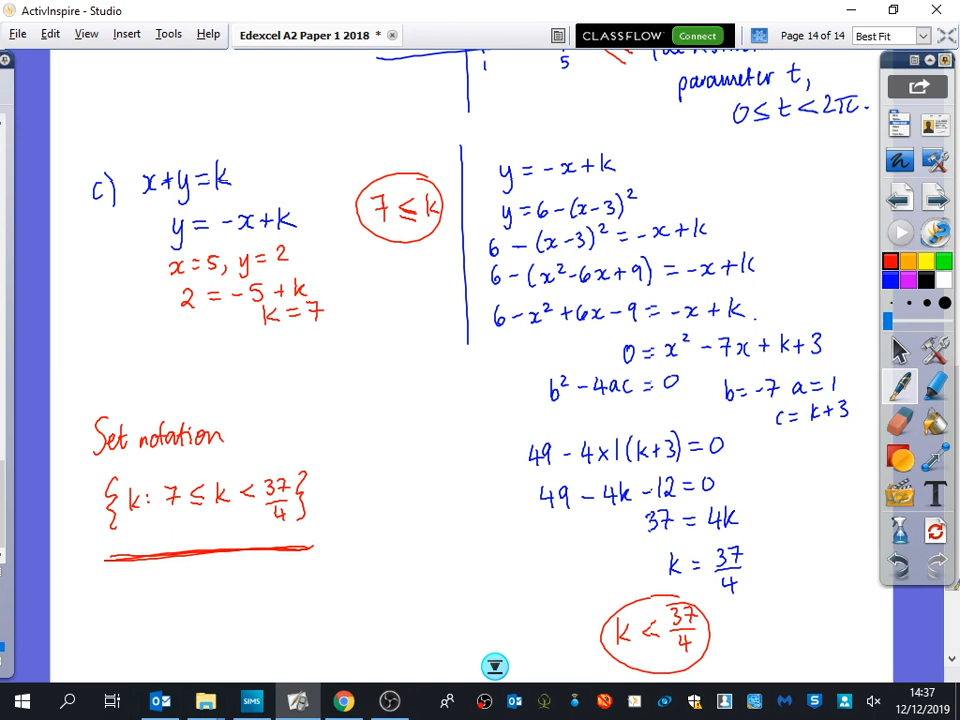 ActivInspire - Studio
File Edit View Insert Tools Help
Edexcel A2 Paper 1 2018 *
CLASSFLOW Connect
Page 14 of 14
Best Fit
1
5
parameter t,
0 ≤ t < 2π.
c) x+y=k
y = -x+k
x=5, y=2
2 = -5+k
k=7
7 ≤ k
Set notation
{k: 7 ≤ k < 37/4}
y = -x+k
y = 6-(x-3)²
6 - (x-3)² = -x+k
6 - (x²-6x+9) = -x+k
6 - x²+6x-9 = -x+k.
0 = x² - 7x + k+3
b² - 4ac = 0
b= -7 a=1
c= k+3
49 - 4×1(k+3) = 0
49 - 4k -12 = 0
37 = 4k
k = 37/4
k < 37/4
T
SIMS
14:37
12/12/2019